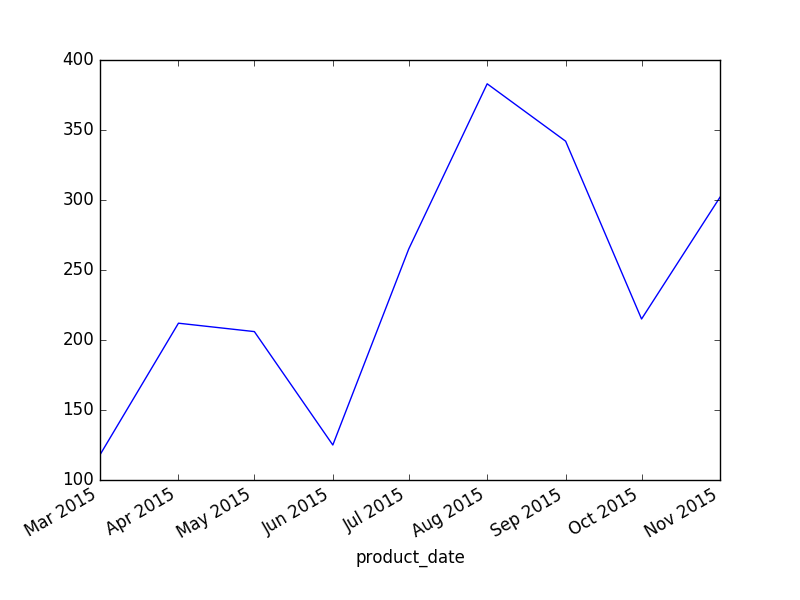 400
350
300
250
200
150
100
Mar 2015
Apr 2015
May 2015
Jun 2015
Jul 2015
Aug 2015
Sep 2015
Oct 2015
Nov 2015
product_date